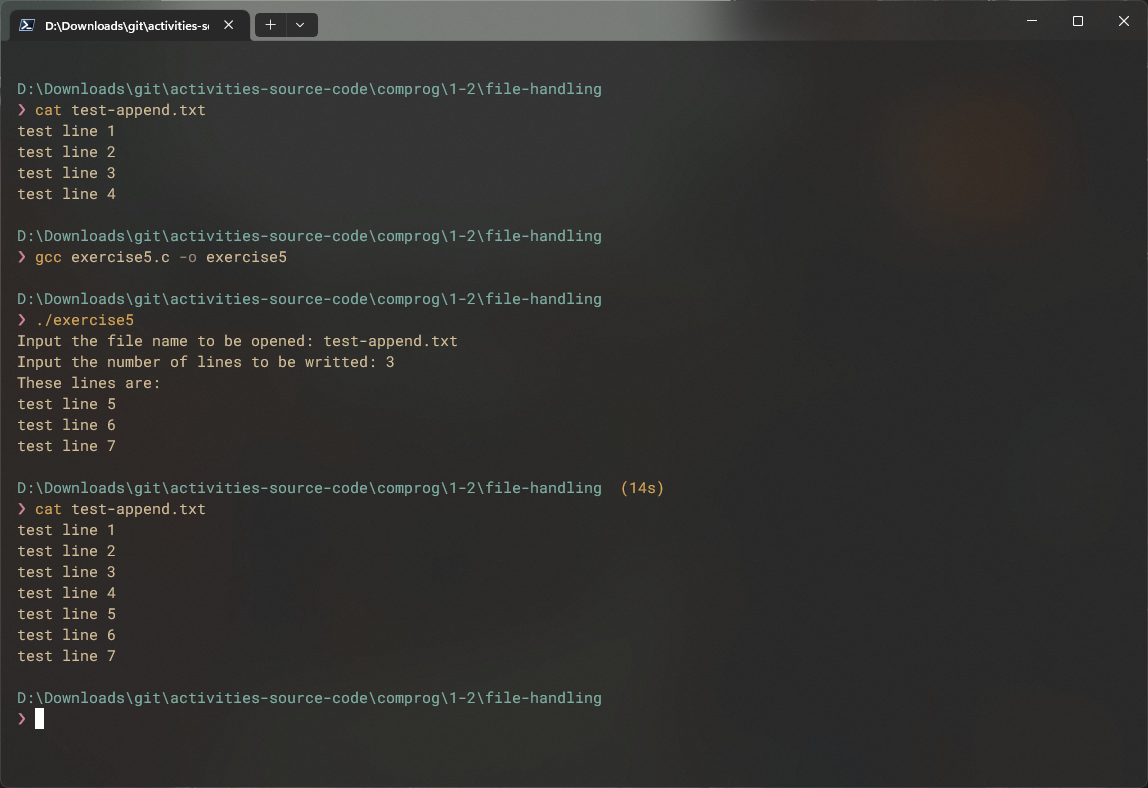 D:\Downloads\git\activities-s
D:\Downloads\git\activities-source-code\comprog\1-2\file-handling
❯ cat test-append.txt
test line 1
test line 2
test line 3
test line 4
D:\Downloads\git\activities-source-code\comprog\1-2\file-handling
❯ gcc exercise5.c -o exercise5
D:\Downloads\git\activities-source-code\comprog\1-2\file-handling
❯ ./exercise5
Input the file name to be opened: test-append.txt
Input the number of lines to be writted: 3
These lines are:
test line 5
test line 6
test line 7
D:\Downloads\git\activities-source-code\comprog\1-2\file-handling (14s)
❯ cat test-append.txt
test line 1
test line 2
test line 3
test line 4
test line 5
test line 6
test line 7
D:\Downloads\git\activities-source-code\comprog\1-2\file-handling
❯